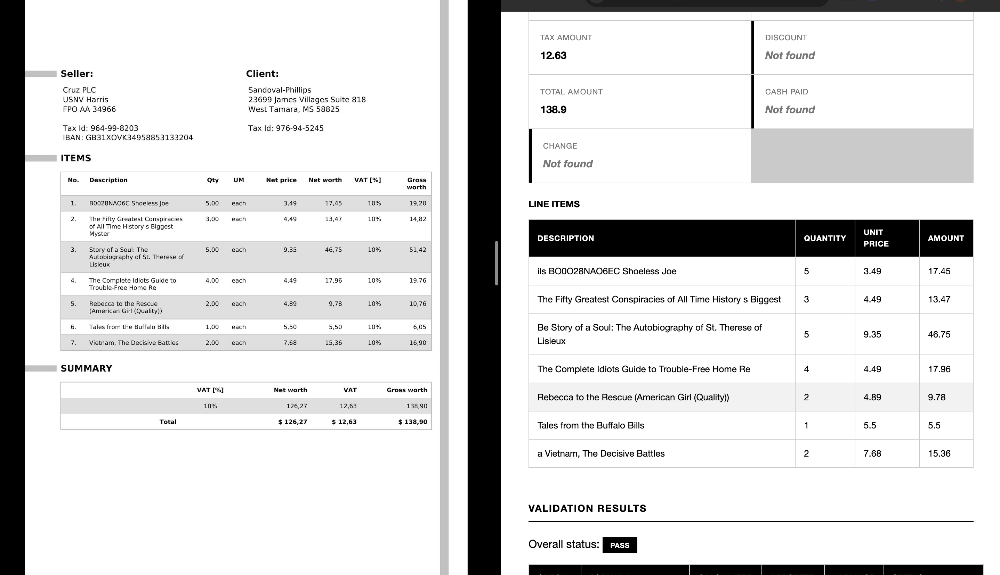 Seller:
Client:
Cruz PLC
USNV Harris
FPO AA 34966
Tax Id: 964-99-8203
IBAN: GB31XOVK34958853133204
Sandoval-Phillips
23699 James Villages Suite 818
West Tamara, MS 58825
Tax Id: 976-94-5245
ITEMS
No. Description Qty UM Net price Net worth VAT [%] Gross
worth
1. B0028NAO6C Shoeless Joe 5,00 each 3,49 17,45 10% 19,20
2. The Fifty Greatest Conspiracies 3,00 each 4,49 13,47 10% 14,82
of All Time History s Biggest
Myster
3. Story of a Soul: The 5,00 each 9,35 46,75 10% 51,42
Autobiography of St. Therese of
Lisieux
4. The Complete Idiots Guide to 4,00 each 4,49 17,96 10% 19,76
Trouble-Free Home Re
5. Rebecca to the Rescue 2,00 each 4,89 9,78 10% 10,76
(American Girl (Quality))
6. Tales from the Buffalo Bills 1,00 each 5,50 5,50 10% 6,05
7. Vietnam, The Decisive Battles 2,00 each 7,68 15,36 10% 16,90
SUMMARY
VAT [%] Net worth VAT Gross worth
10% 126,27 12,63 138,90
Total $ 126,27 $ 12,63 $ 138,90
TAX AMOUNT
12.63
DISCOUNT
Not found
TOTAL AMOUNT
138.9
CASH PAID
Not found
CHANGE
Not found
LINE ITEMS
DESCRIPTION QUANTITY UNIT PRICE AMOUNT
ils BO0O28NAO6EC Shoeless Joe 5 3.49 17.45
The Fifty Greatest Conspiracies of All Time History s Biggest 3 4.49 13.47
Be Story of a Soul: The Autobiography of St. Therese of
Lisieux 5 9.35 46.75
The Complete Idiots Guide to Trouble-Free Home Re 4 4.49 17.96
Rebecca to the Rescue (American Girl (Quality)) 2 4.89 9.78
Tales from the Buffalo Bills 1 5.5 5.5
a Vietnam, The Decisive Battles 2 7.68 15.36
VALIDATION RESULTS
Overall status: PASS